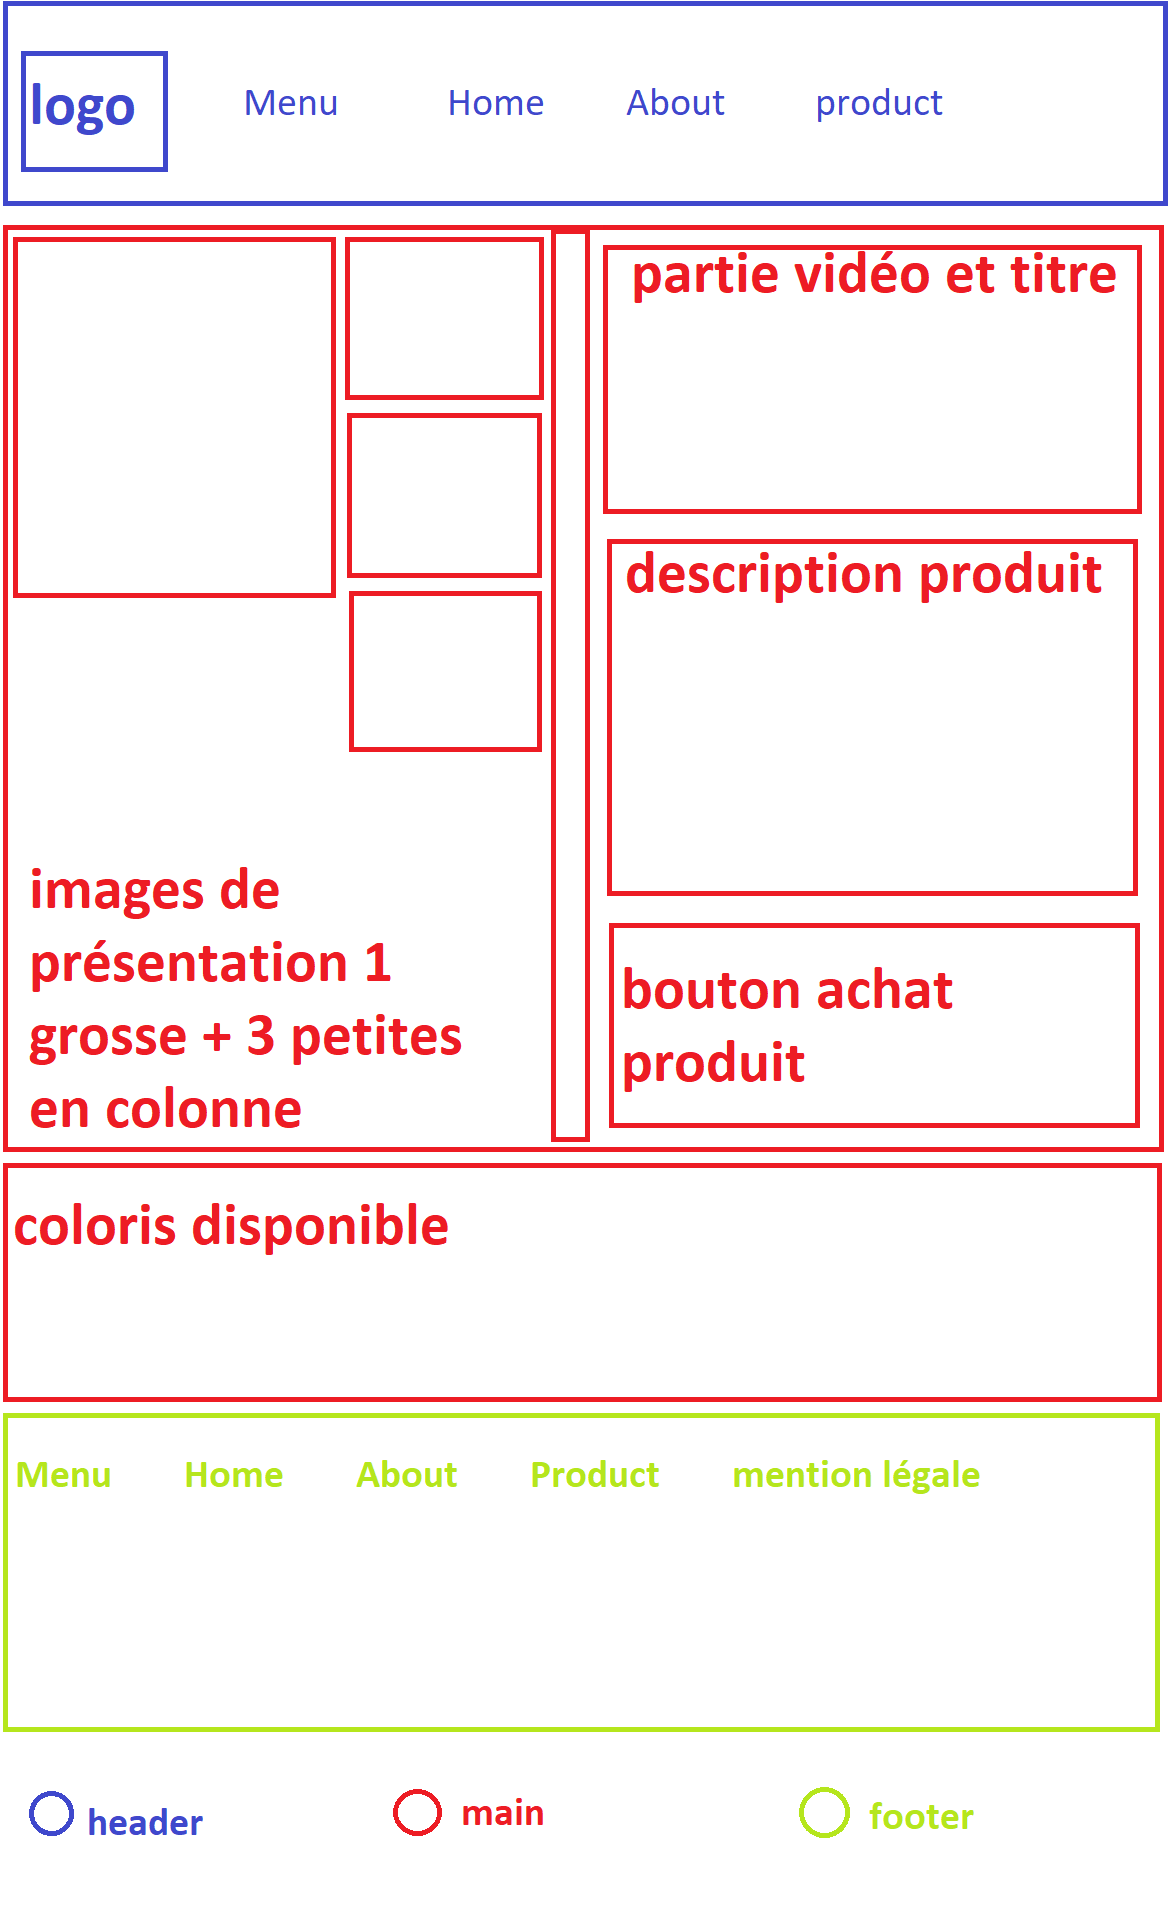 logo Menu Home About product
partie vidéo et titre
description produit
images de
présentation 1
grosse + 3 petites
en colonne
bouton achat
produit
coloris disponible
Menu Home About Product mention légale
header main footer